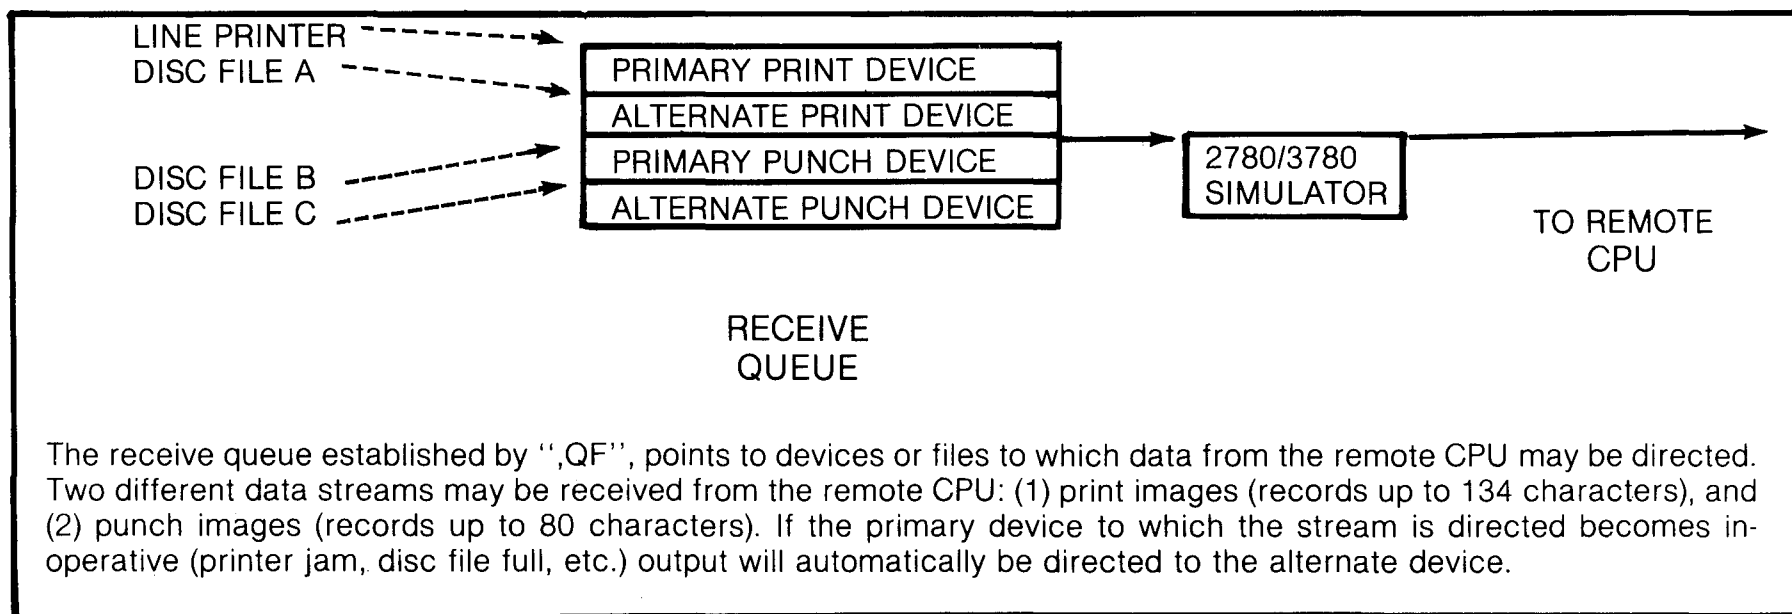 LINE PRINTER
DISC FILE A
DISC FILE B
DISC FILE C
PRIMARY PRINT DEVICE
ALTERNATE PRINT DEVICE
PRIMARY PUNCH DEVICE
ALTERNATE PUNCH DEVICE
2780/3780
SIMULATOR
TO REMOTE
CPU
RECEIVE
QUEUE
The receive queue established by ‘‘,QF’’, points to devices or files to which data from the remote CPU may be directed.
Two different data streams may be received from the remote CPU: (1) print images (records up to 134 characters), and
(2) punch images (records up to 80 characters). If the primary device to which the stream is directed becomes in-
operative (printer jam, disc file full, etc.) output will automatically be directed to the alternate device.